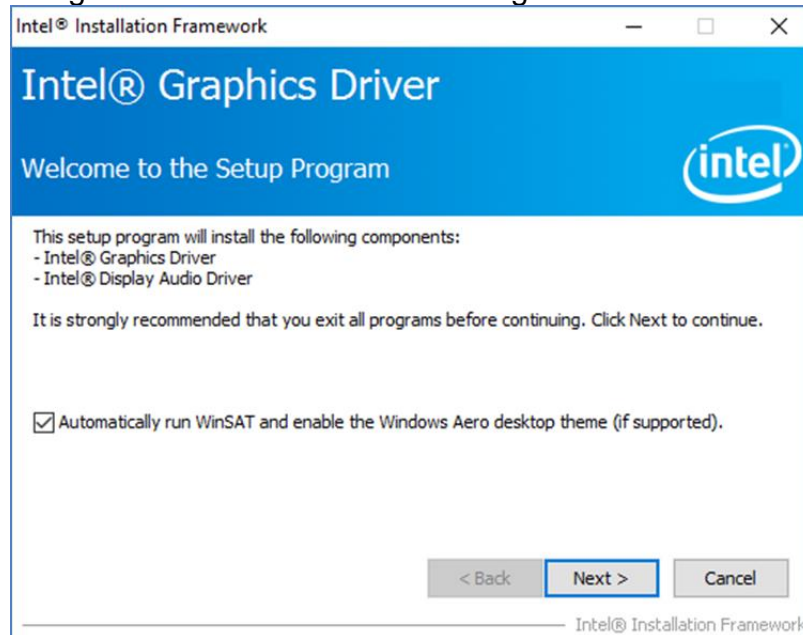 Intel® Installation Framework
Intel® Graphics Driver
intel
Welcome to the Setup Program
This setup program will install the following components:
- Intel® Graphics Driver
- Intel® Display Audio Driver
It is strongly recommended that you exit all programs before continuing. Click Next to continue.
Automatically run WinSAT and enable the Windows Aero desktop theme (if supported).
< Back Next > Cancel
Intel® Installation Framework